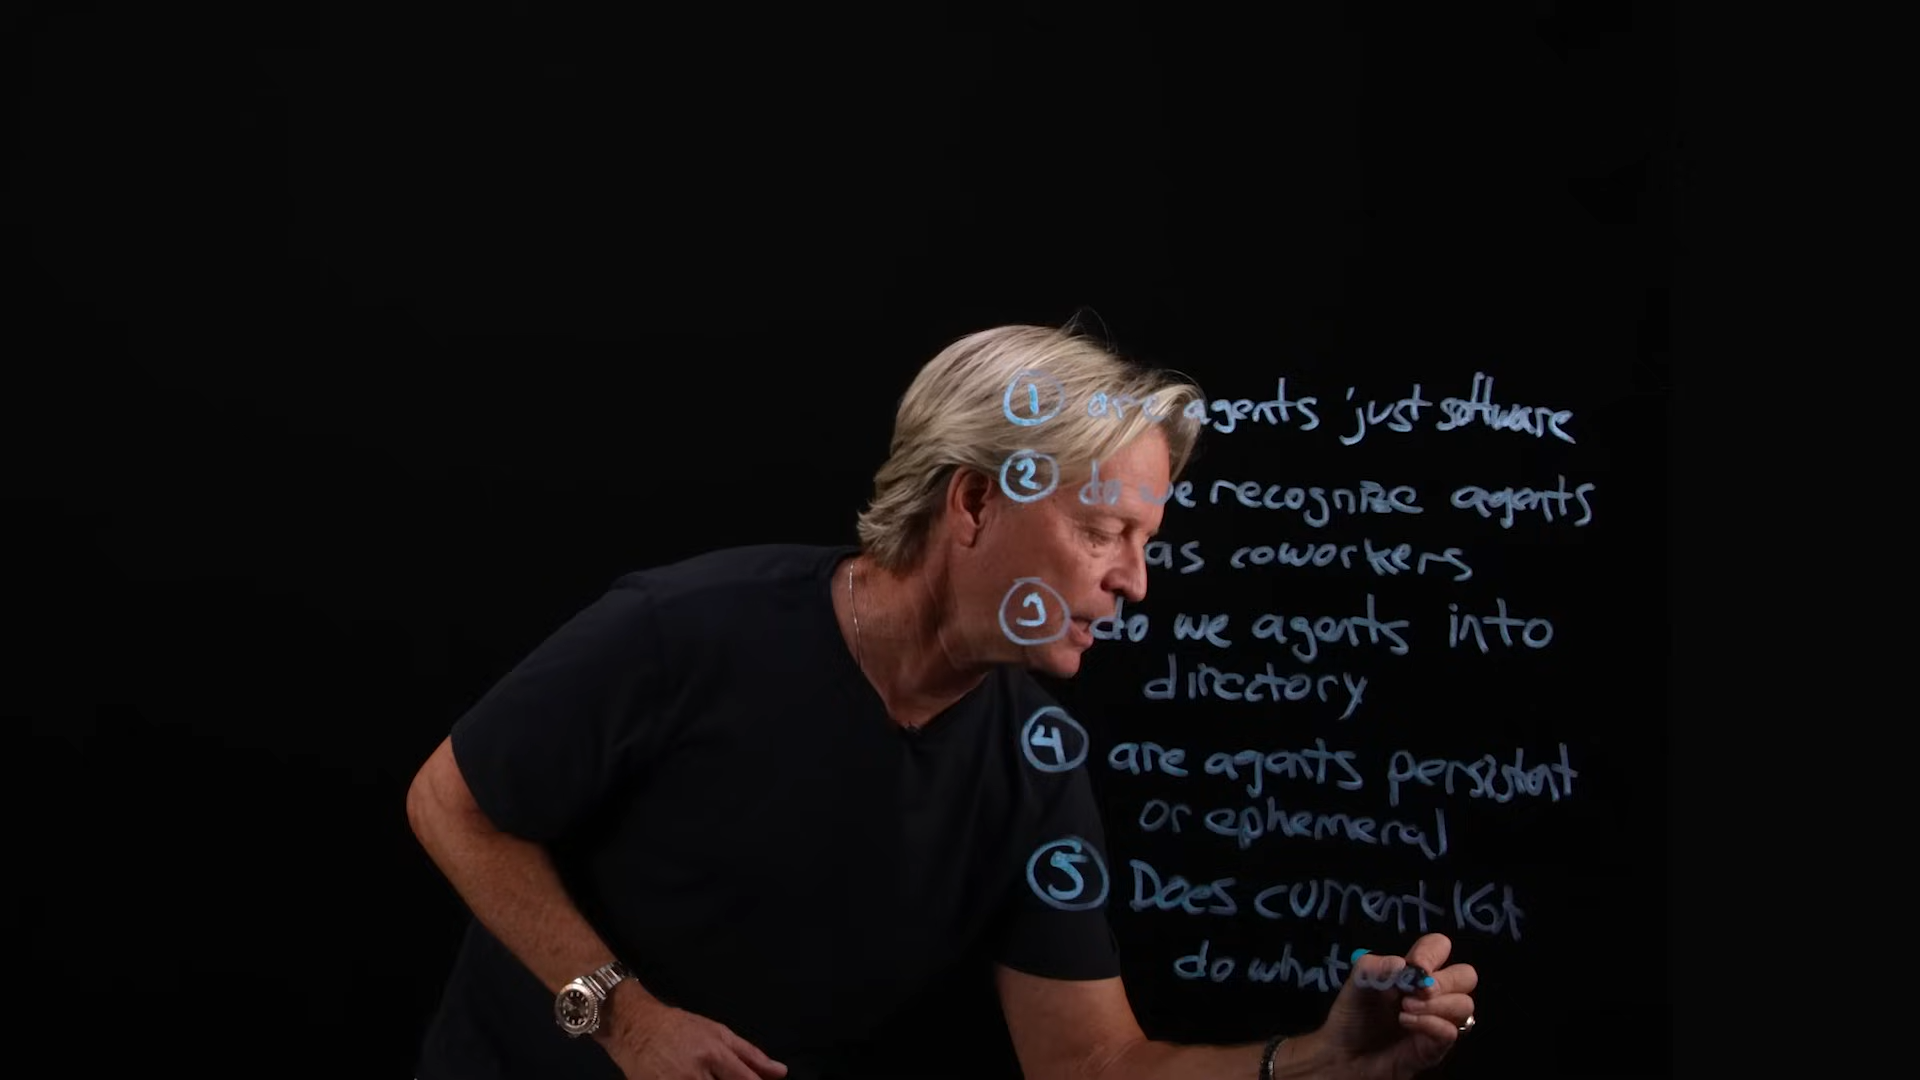 1 are agents 'just software
2 do we recognize agents
as coworkers
3 do we agents into
directory
4 are agents persistent
or ephemeral
5 Does current IGA
do what we